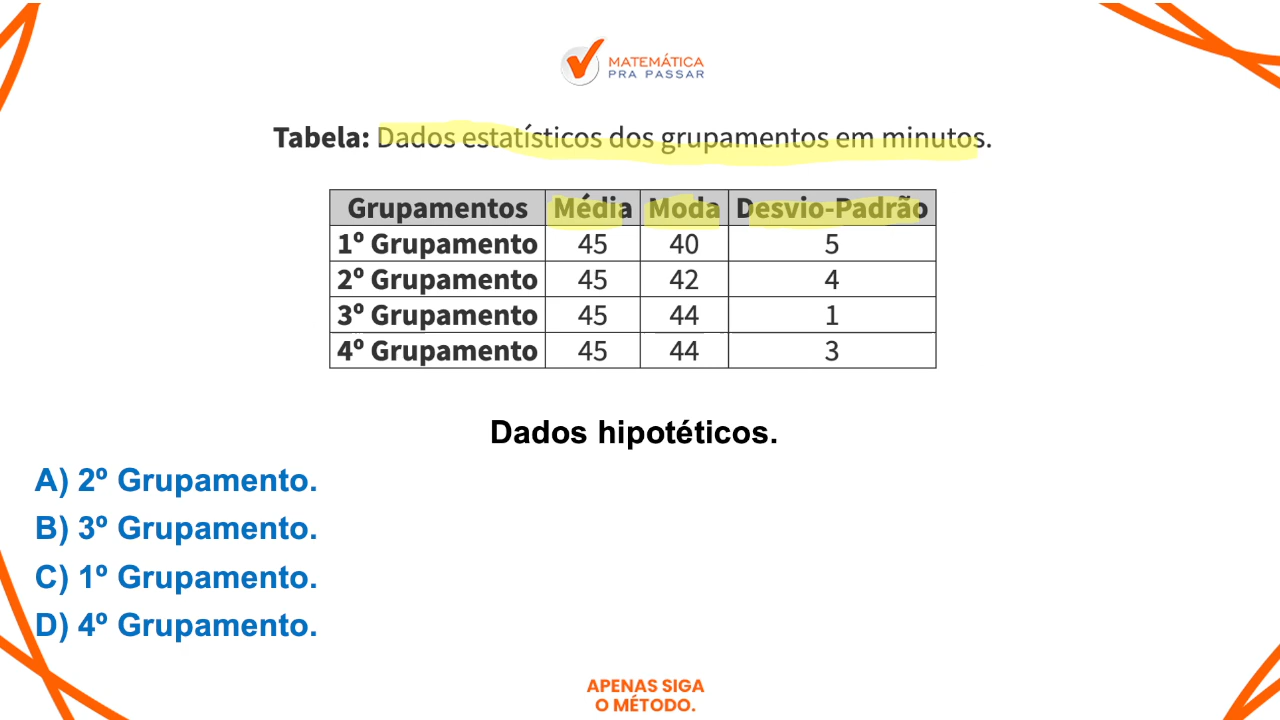 MATEMÁTICA
PRA PASSAR
Tabela: Dados estatísticos dos grupamentos em minutos.
Grupamentos Média Moda Desvio-Padrão
1º Grupamento 45 40 5
2º Grupamento 45 42 4
3º Grupamento 45 44 1
4º Grupamento 45 44 3
Dados hipotéticos.
A) 2º Grupamento.
B) 3º Grupamento.
C) 1º Grupamento.
D) 4º Grupamento.
APENAS SIGA
O MÉTODO.